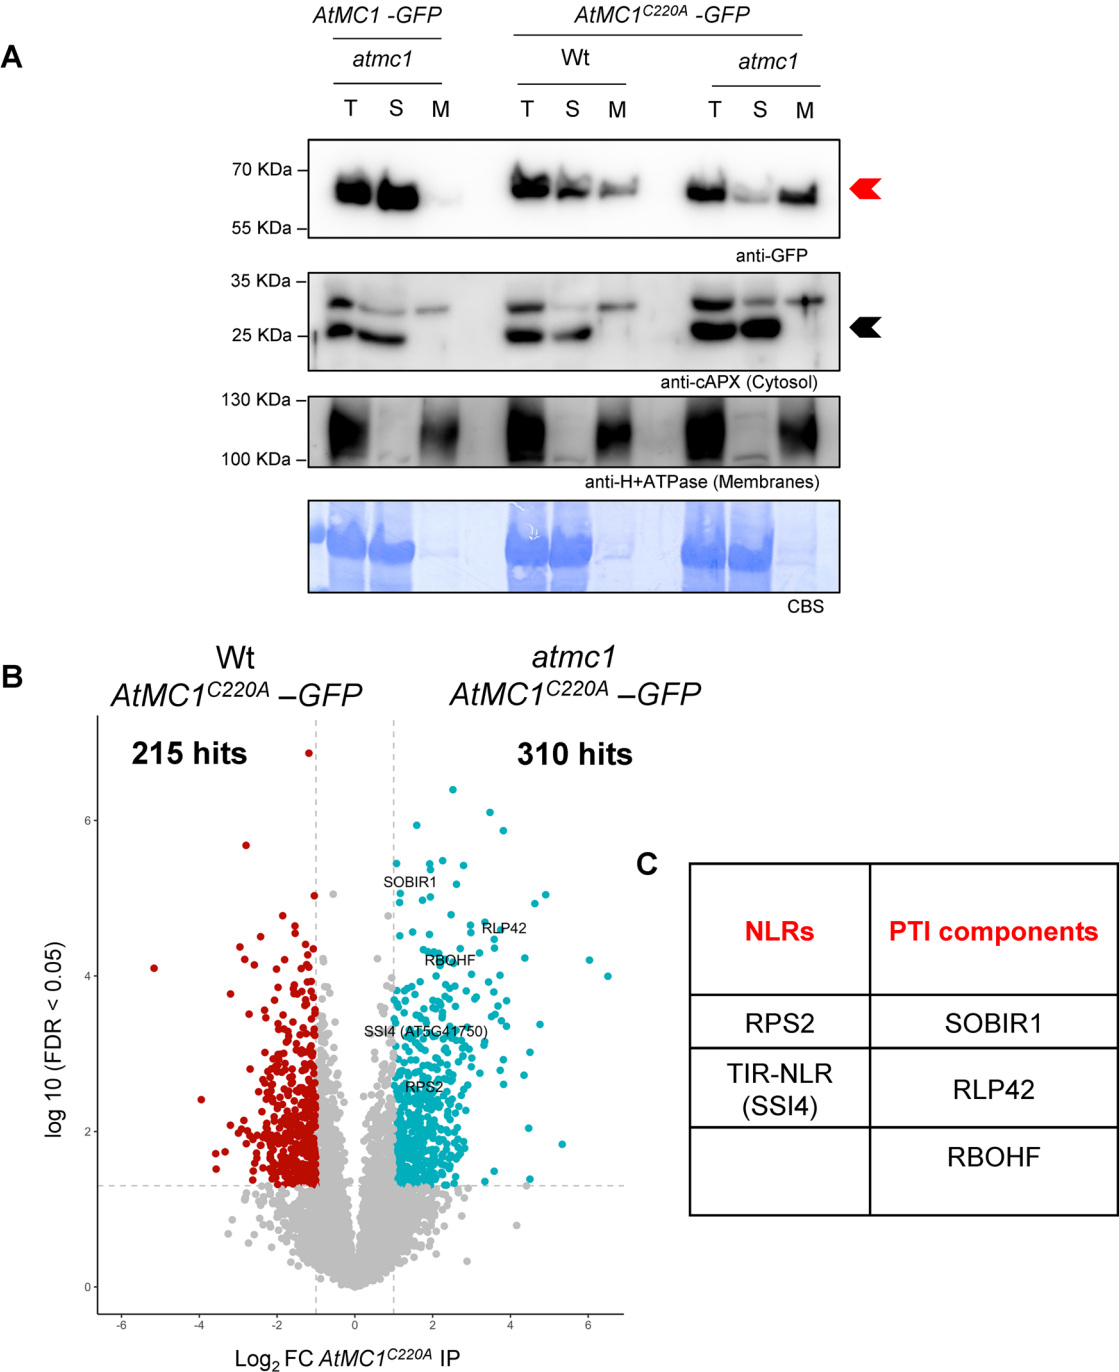 AtMC1 -GFP
AtMC1C220A -GFP
A
atmc1
Wt
atmc1
T S M T S M T S M
70 KDa
55 KDa
anti-GFP
35 KDa
25 KDa
anti-cAPX (Cytosol)
130 KDa
100 KDa
anti-H+ATPase (Membranes)
CBS
B
Wt
AtMC1C220A –GFP
atmc1
AtMC1C220A –GFP
215 hits
310 hits
6
4
2
0
log 10 (FDR < 0.05)
SOBIR1
RLP42
RBOHF
SSI4 (AT5G41750)
RPS2
-6 -4 -2 0 2 4 6
Log2 FC AtMC1C220A IP
C
NLRs PTI components
RPS2 SOBIR1
TIR-NLR
(SSI4)
RLP42
RBOHF